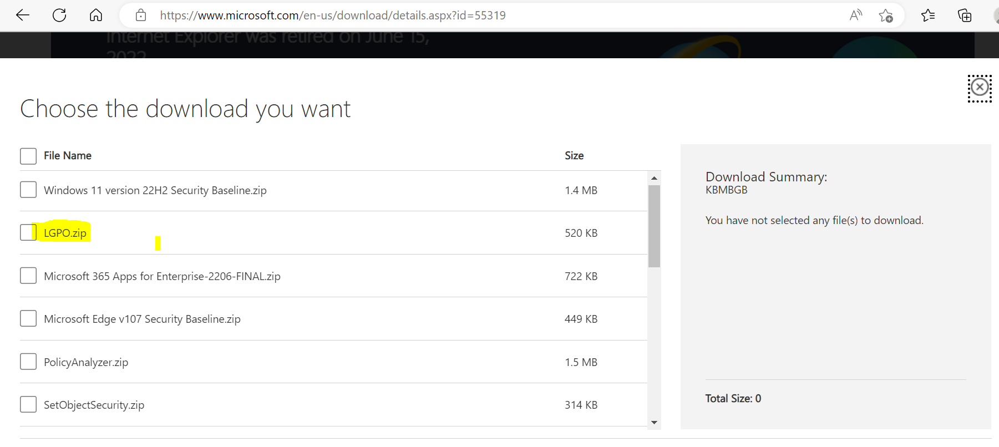 https://www.microsoft.com/en-us/download/details.aspx?id=55319
Internet Explorer was retired on June 15,
2022
Choose the download you want
File Name Size
Windows 11 version 22H2 Security Baseline.zip 1.4 MB
LGPO.zip 520 KB
Microsoft 365 Apps for Enterprise-2206-FINAL.zip 722 KB
Microsoft Edge v107 Security Baseline.zip 449 KB
PolicyAnalyzer.zip 1.5 MB
SetObjectSecurity.zip 314 KB
Download Summary:
KBMBGB
You have not selected any file(s) to download.
Total Size: 0